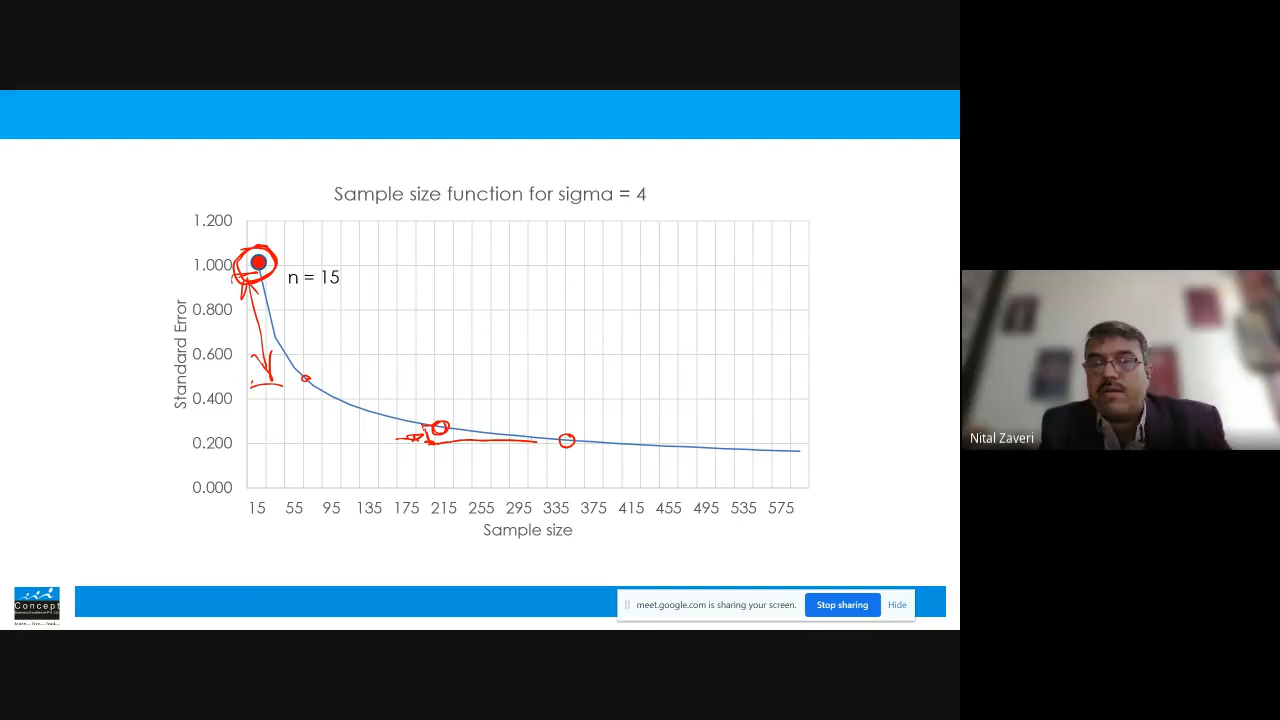 Sample size function for sigma = 4
1.200
1.000
0.800
0.600
0.400
0.200
0.000
Standard Error
n = 15
15 55 95 135 175 215 255 295 335 375 415 455 495 535 575
Sample size
Concept
meet.google.com is sharing your screen. Stop sharing Hide
Nital Zaveri